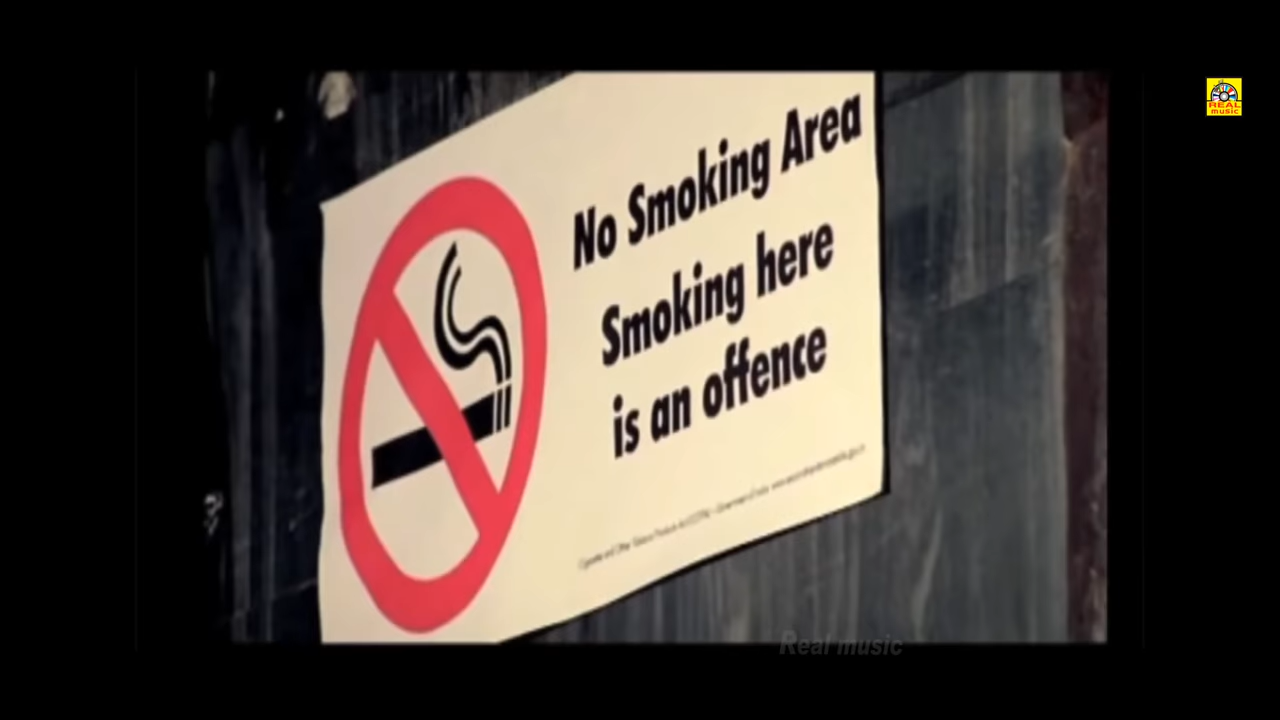 No Smoking Area
Smoking here
is an offence
REAL
music
Real music